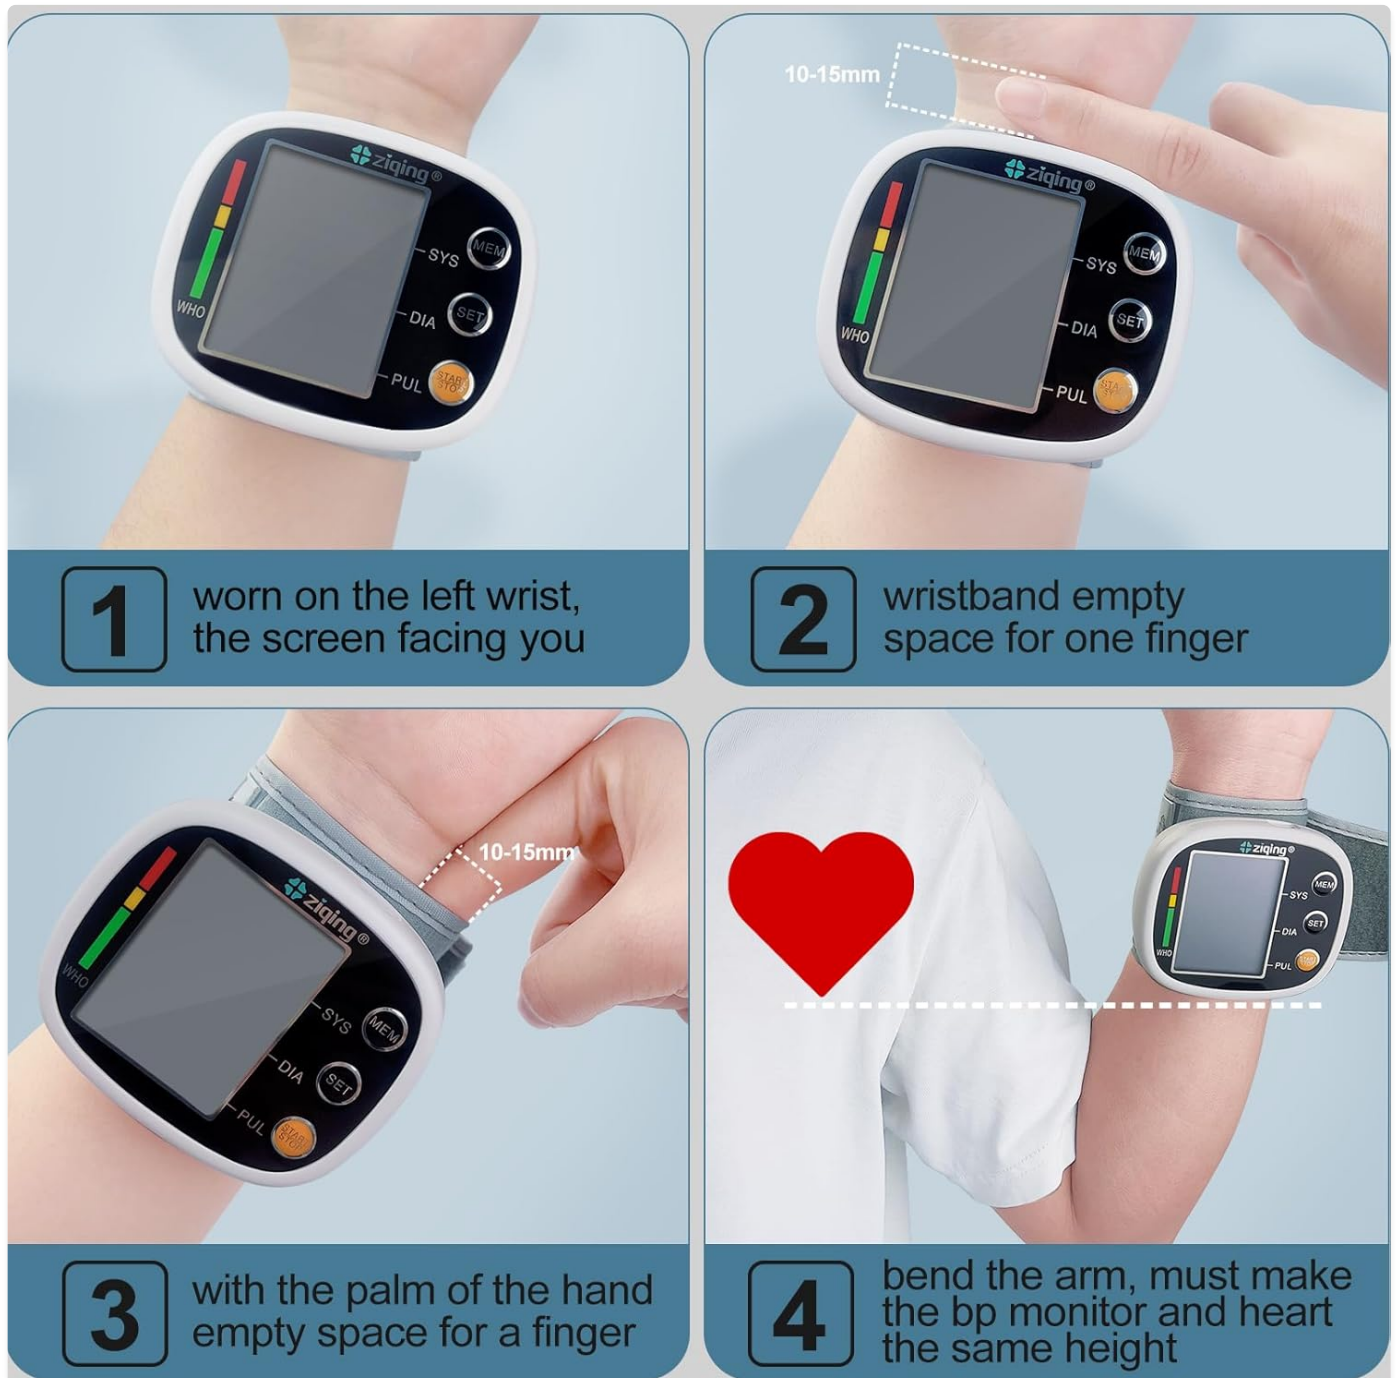 ziqing®
SYS
MEM
DIA
SET
PUL
START
STOP
WHO
10-15mm
ziqing®
SYS
MEM
DIA
SET
PUL
WHO
1
worn on the left wrist,
the screen facing you
2
wristband empty
space for one finger
10-15mm
ziqing®
SYS
MEM
DIA
SET
PUL
WHO
ziqing®
SYS
MEM
DIA
SET
PUL
WHO
3
with the palm of the hand
empty space for a finger
4
bend the arm, must make
the bp monitor and heart
the same height